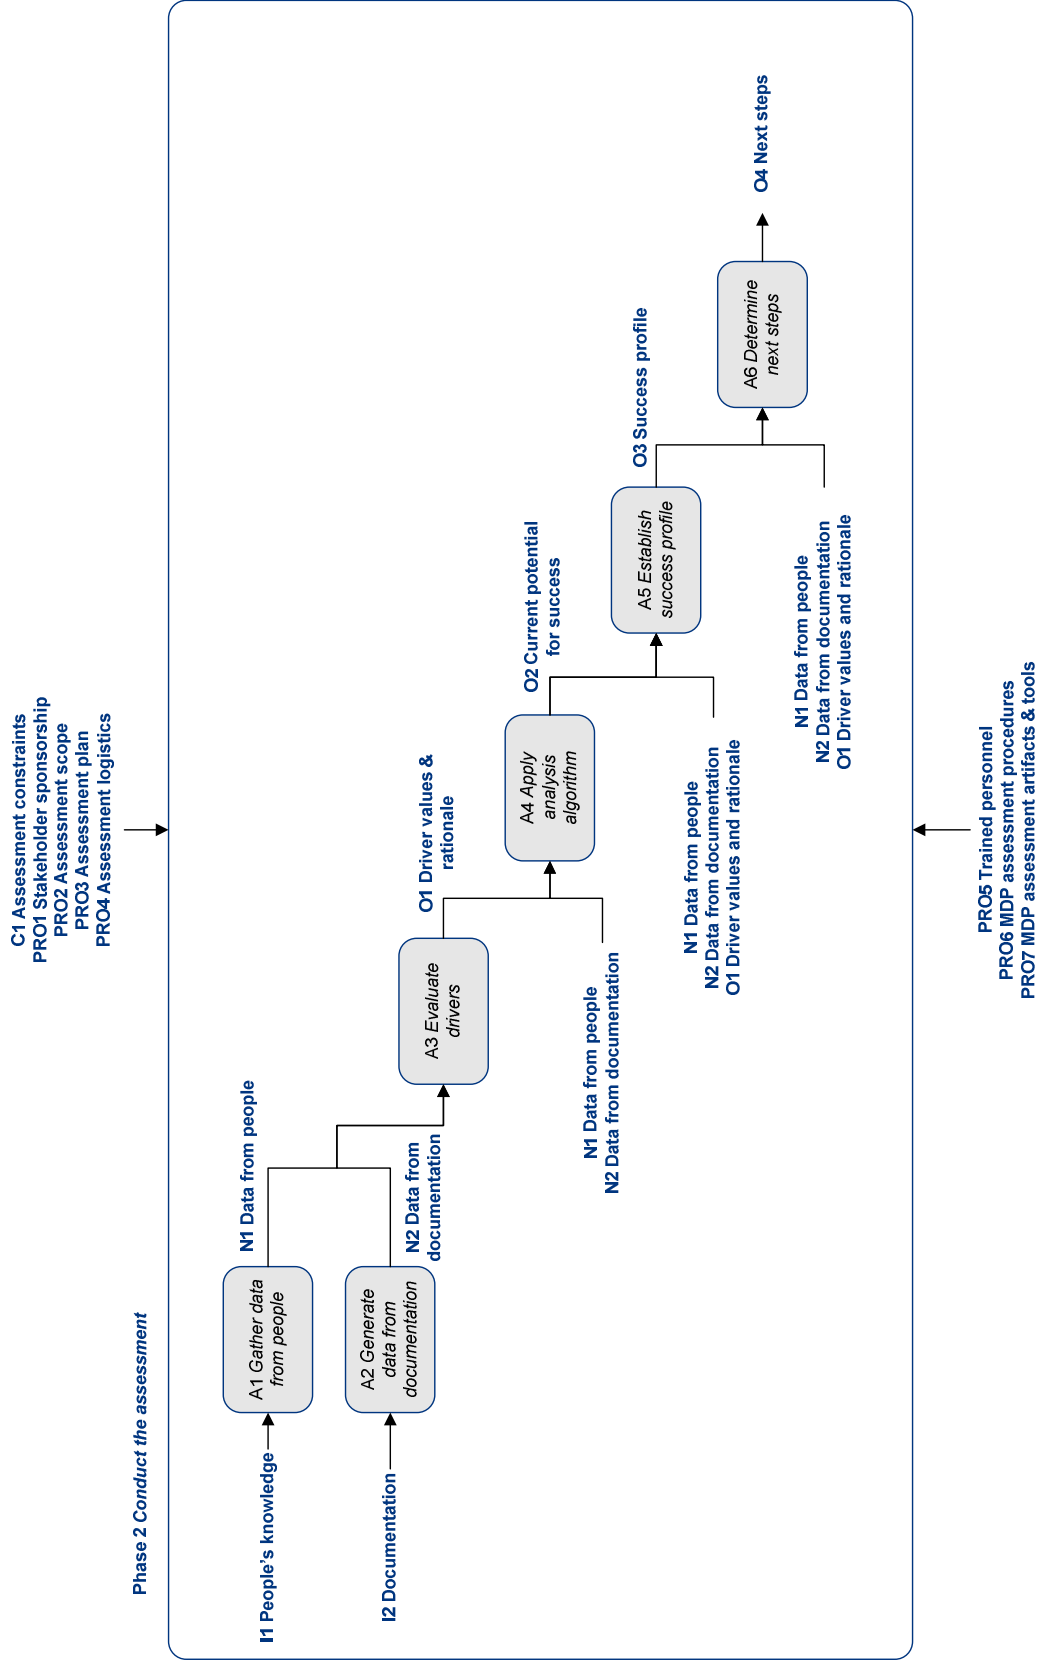 C1 Assessment constraints
PRO1 Stakeholder sponsorship
PRO2 Assessment scope
PRO3 Assessment plan
PRO4 Assessment logistics
Phase 2 Conduct the assessment
I1 People’s knowledge
A1 Gather data
from people
N1 Data from people
I2 Documentation
A2 Generate
data from
documentation
N2 Data from
documentation
A3 Evaluate
drivers
O1 Driver values &
rationale
N1 Data from people
N2 Data from documentation
A4 Apply
analysis
algorithm
O2 Current potential
for success
N1 Data from people
N2 Data from documentation
O1 Driver values and rationale
A5 Establish
success profile
O3 Success profile
N1 Data from people
N2 Data from documentation
O1 Driver values and rationale
A6 Determine
next steps
O4 Next steps
PRO5 Trained personnel
PRO6 MDP assessment procedures
PRO7 MDP assessment artifacts & tools